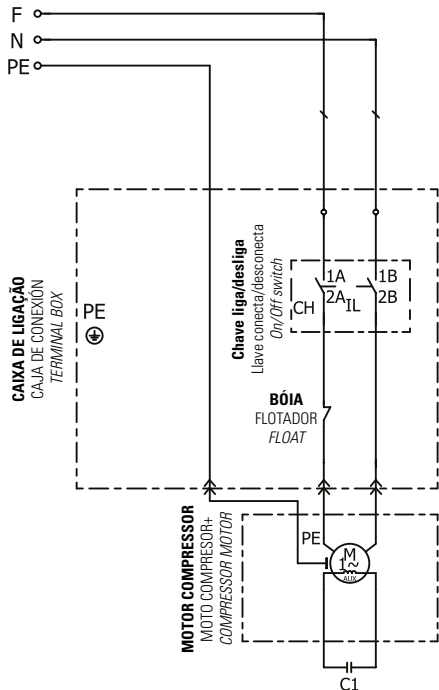 F
N
PE
CAIXA DE LIGAÇÃO
CAJA DE CONEXIÓN
TERMINAL BOX
PE
Chave liga/desliga
Llave conecta/desconecta
On/Off switch
1A
1B
CH
2A
IL
2B
BÓIA
FLOTADOR
FLOAT
MOTOR COMPRESSOR
MOTO COMPRESOR+
COMPRESSOR MOTOR
PE
M
1~
AUX
C1